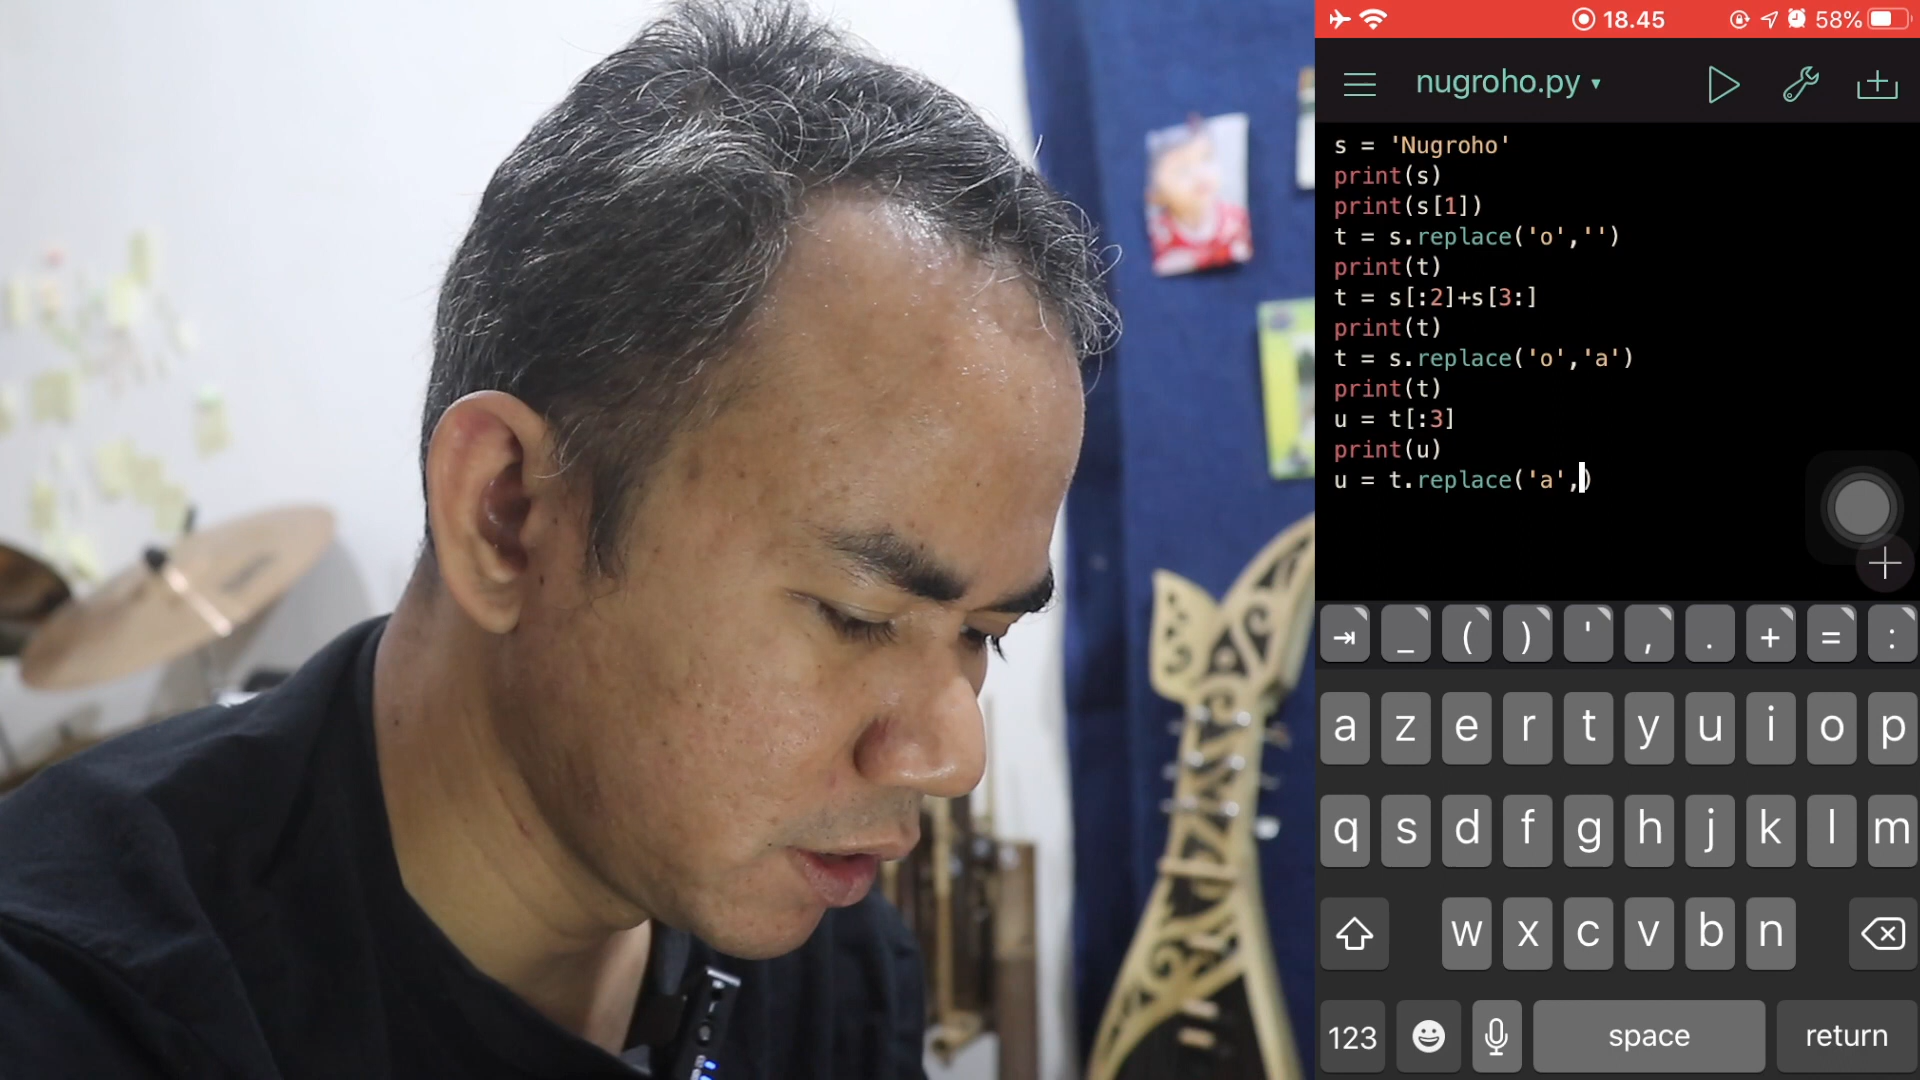 18.45
58%
nugroho.py
s = 'Nugroho'
print(s)
print(s[1])
t = s.replace('o','')
print(t)
t = s[:2]+s[3:]
print(t)
t = s.replace('o','a')
print(t)
u = t[:3]
print(u)
u = t.replace('a',)
_ ( ) ' , . + = :
a z e r t y u i o p
q s d f g h j k l m
w x c v b n
123 space return